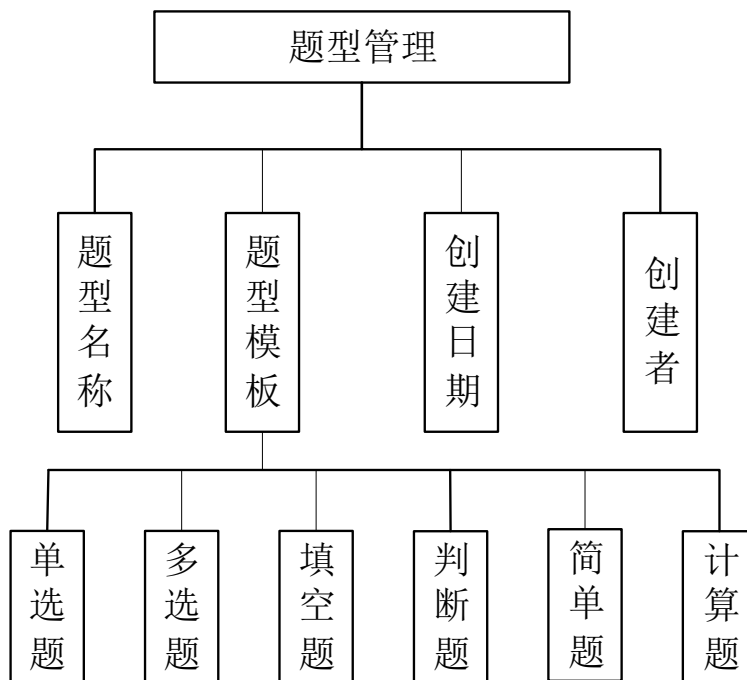 题型管理
题型名称
题型模板
创建日期
创建者
单选题
多选题
填空题
判断题
简单题
计算题